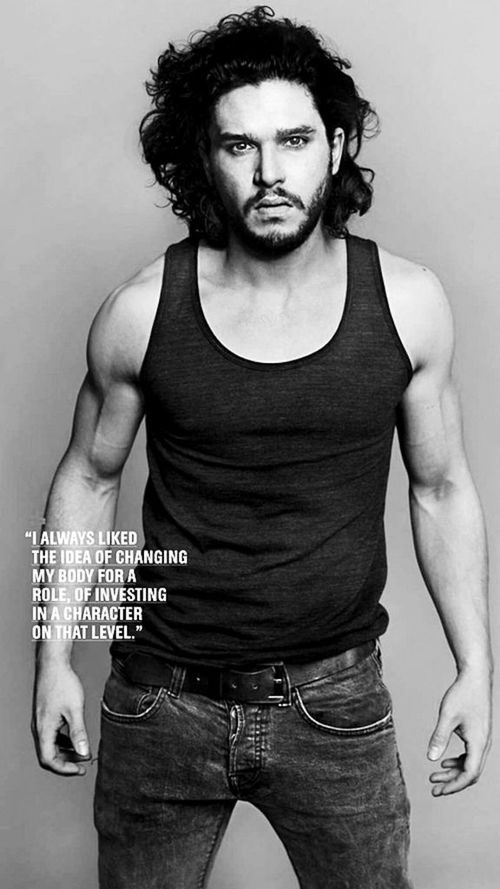 “I ALWAYS LIKED
THE IDEA OF CHANGING
MY BODY FOR A
ROLE, OF INVESTING
IN A CHARACTER
ON THAT LEVEL.”